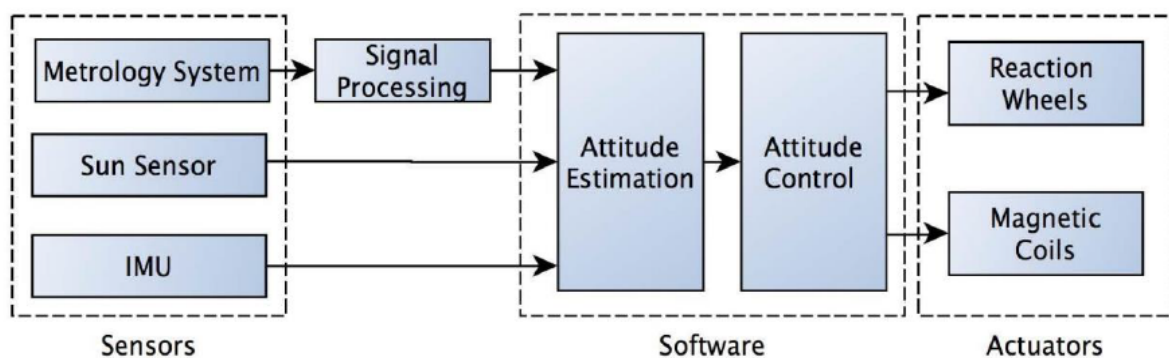 Metrology System
Signal
Processing
Sun Sensor
IMU
Attitude
Estimation
Attitude
Control
Reaction
Wheels
Magnetic
Coils
Sensors
Software
Actuators